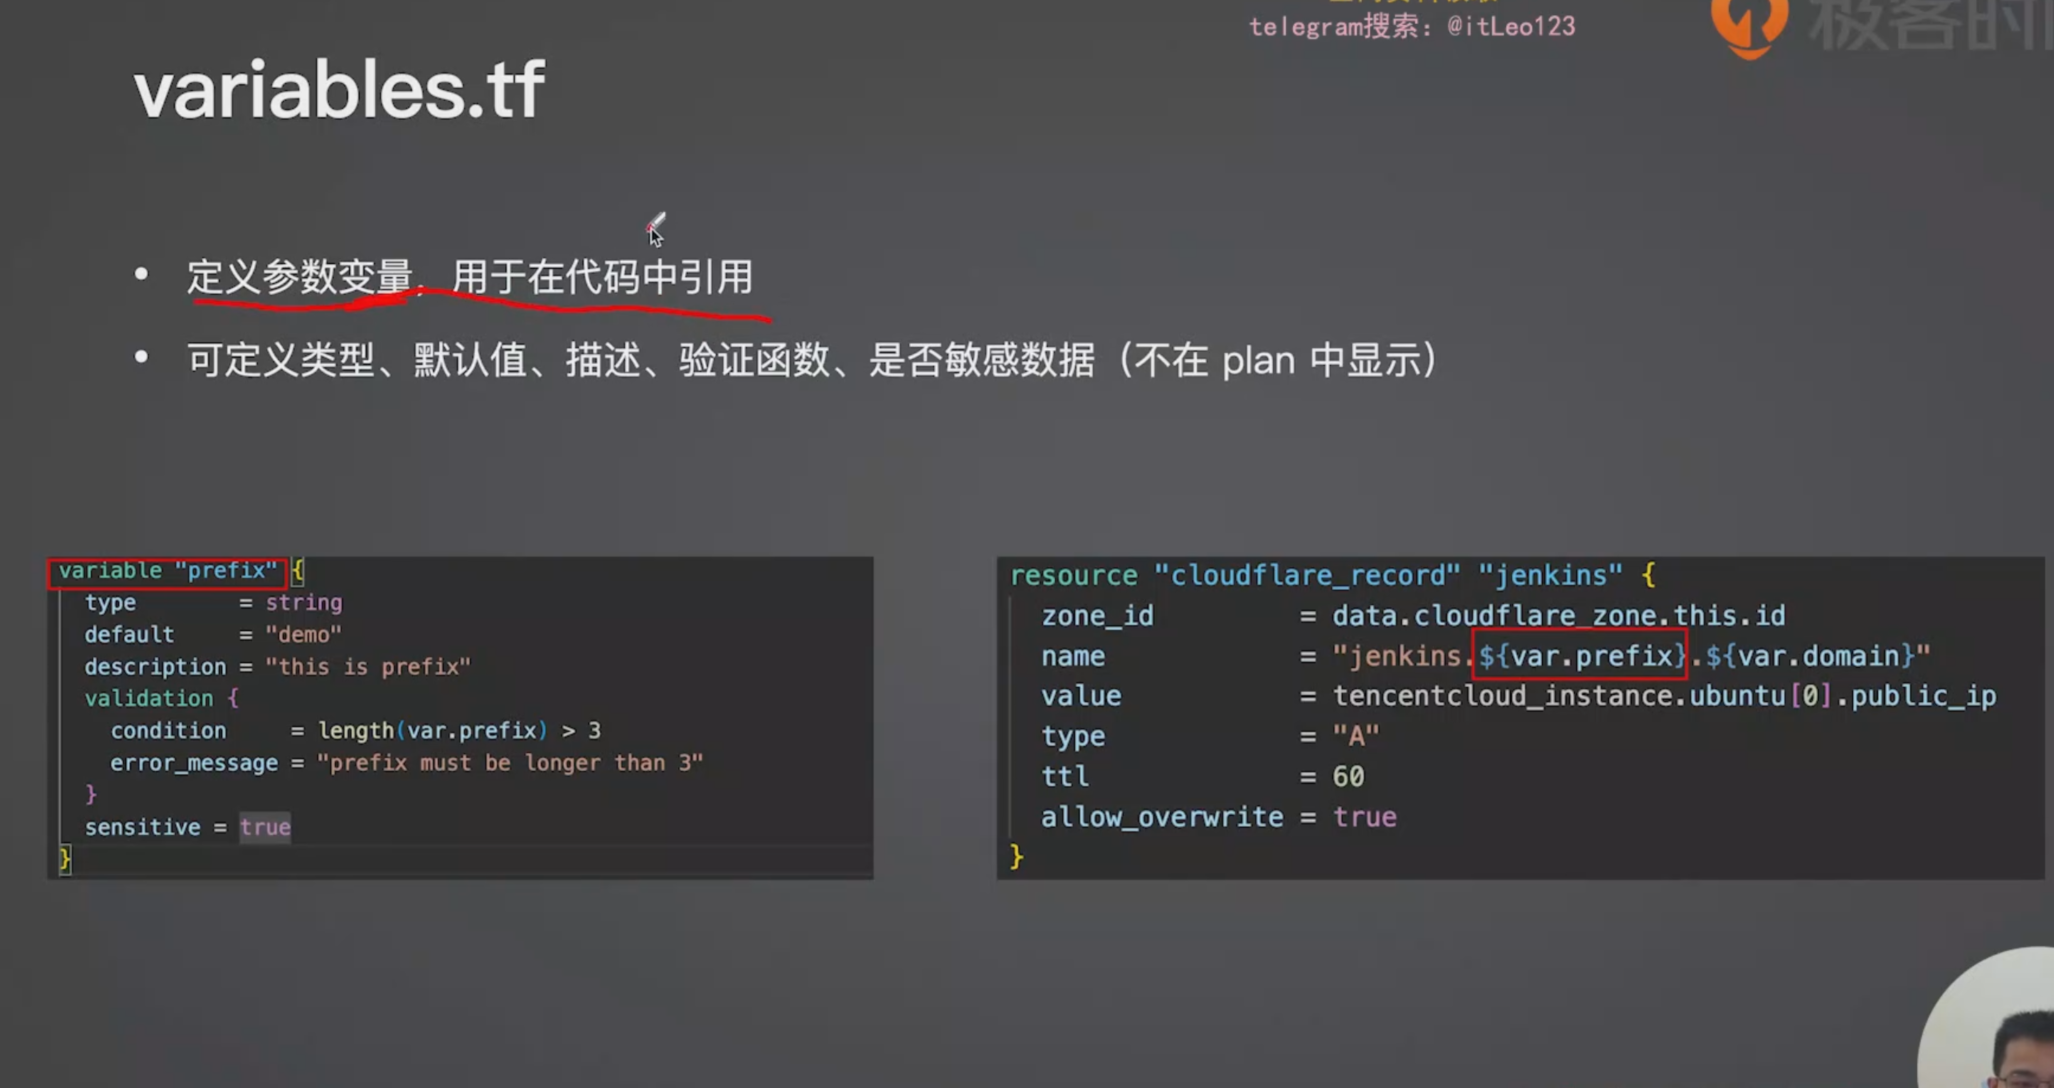 telegram搜索：@itLeo123
极客时
variables.tf
• 定义参数变量，用于在代码中引用
• 可定义类型、默认值、描述、验证函数、是否敏感数据（不在 plan 中显示）
variable "prefix" {
type = string
default = "demo"
description = "this is prefix"
validation {
condition = length(var.prefix) > 3
error_message = "prefix must be longer than 3"
}
sensitive = true
}
resource "cloudflare_record" "jenkins" {
zone_id = data.cloudflare_zone.this.id
name = "jenkins.${var.prefix}.${var.domain}"
value = tencentcloud_instance.ubuntu[0].public_ip
type = "A"
ttl = 60
allow_overwrite = true
}